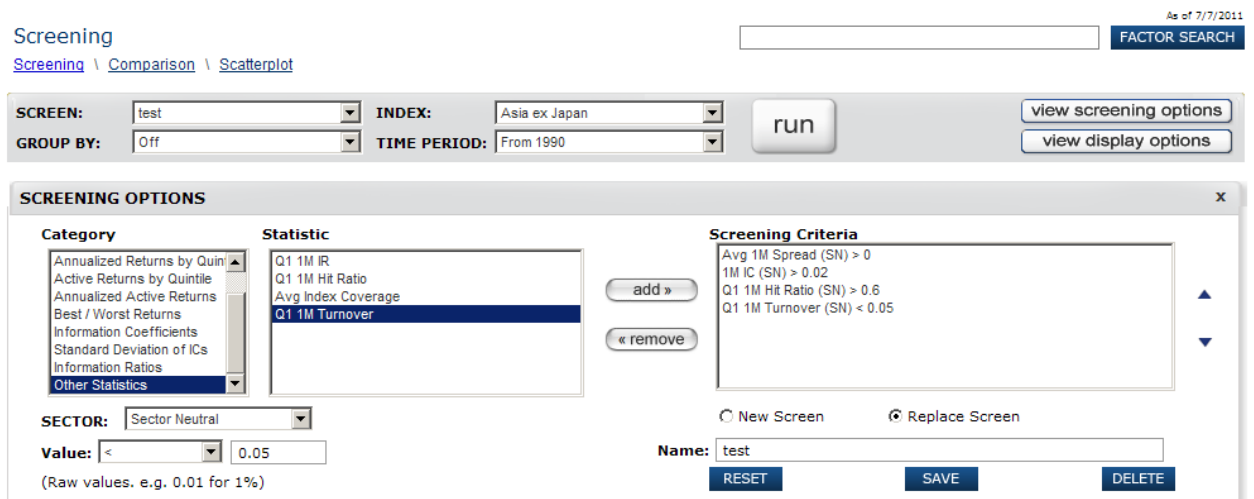 As of 7/7/2011
Screening
FACTOR SEARCH
Screening \ Comparison \ Scatterplot
SCREEN: test INDEX: Asia ex Japan run view screening options
GROUP BY: Off TIME PERIOD: From 1990 view display options
SCREENING OPTIONS x
Category
Annualized Returns by Quin
Active Returns by Quintile
Annualized Active Returns
Best / Worst Returns
Information Coefficients
Standard Deviation of ICs
Information Ratios
Other Statistics
Statistic
Q1 1M IR
Q1 1M Hit Ratio
Avg Index Coverage
Q1 1M Turnover
add »
« remove
Screening Criteria
Avg 1M Spread (SN) > 0
1M IC (SN) > 0.02
Q1 1M Hit Ratio (SN) > 0.6
Q1 1M Turnover (SN) < 0.05
SECTOR: Sector Neutral
Value: < 0.05
(Raw values. e.g. 0.01 for 1%)
New Screen Replace Screen
Name: test
RESET SAVE DELETE